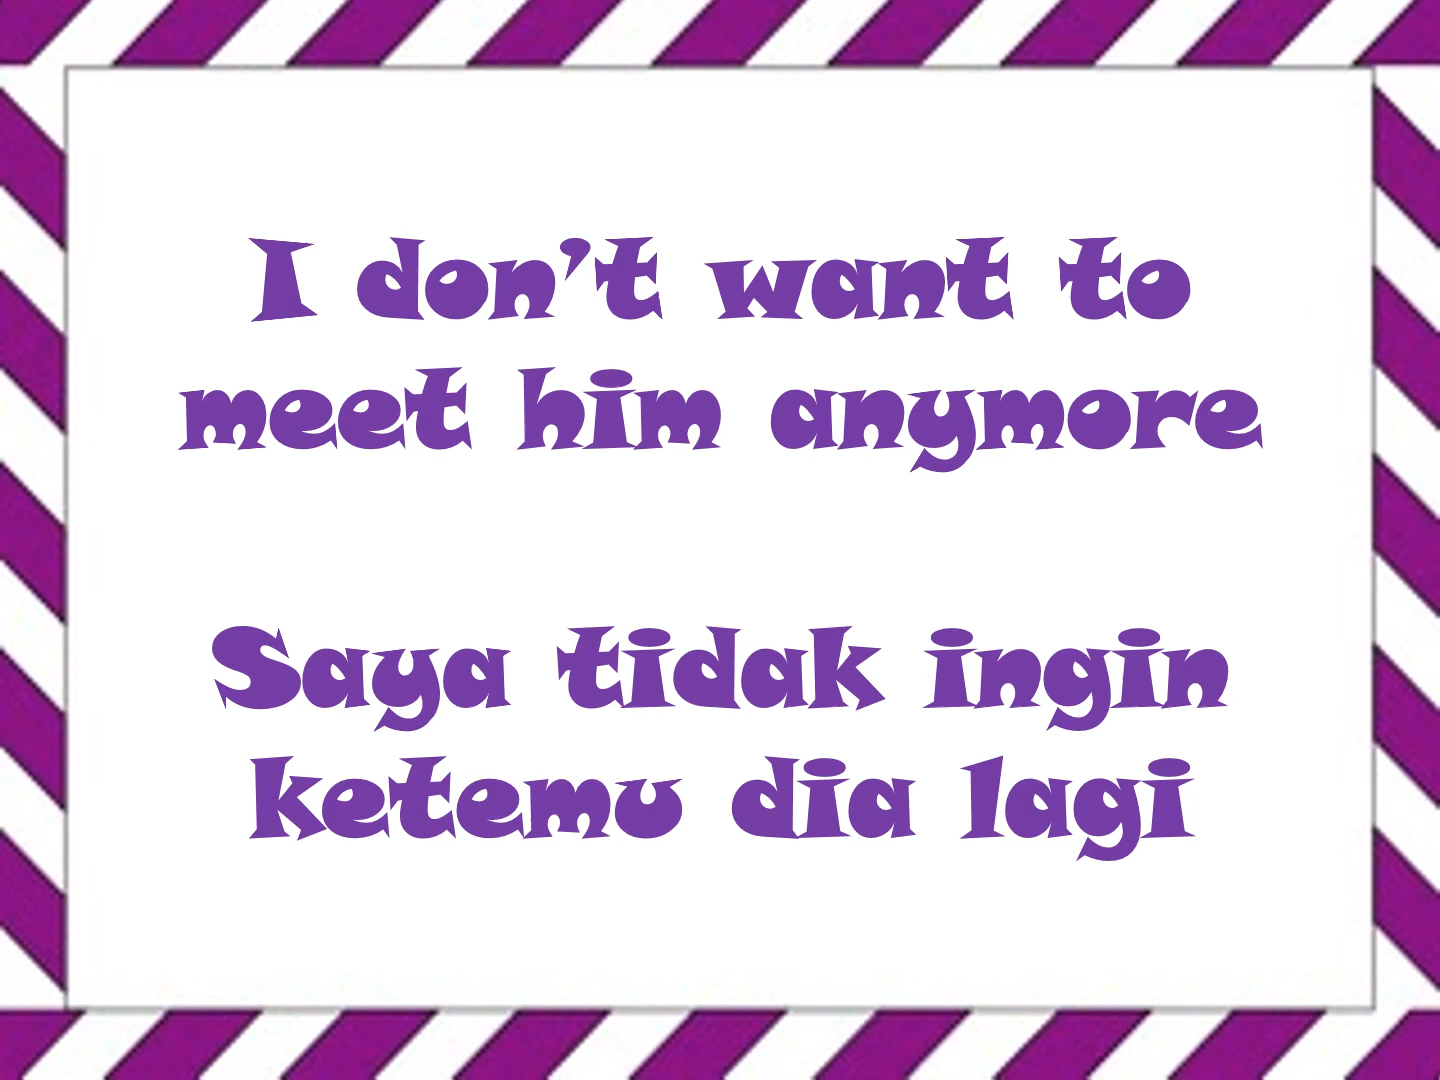 I don’t want to
meet him anymore
Saya tidak ingin
ketemu dia lagi